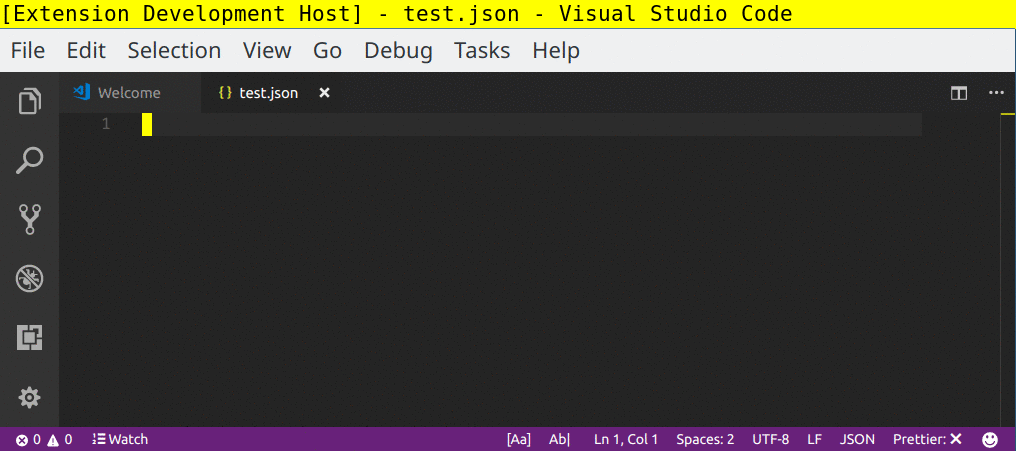 [Extension Development Host] - test.json - Visual Studio Code
File Edit Selection View Go Debug Tasks Help
Welcome {} test.json ×
1
0 0 Watch [Aa] Ab| Ln 1, Col 1 Spaces: 2 UTF-8 LF JSON Prettier: ×